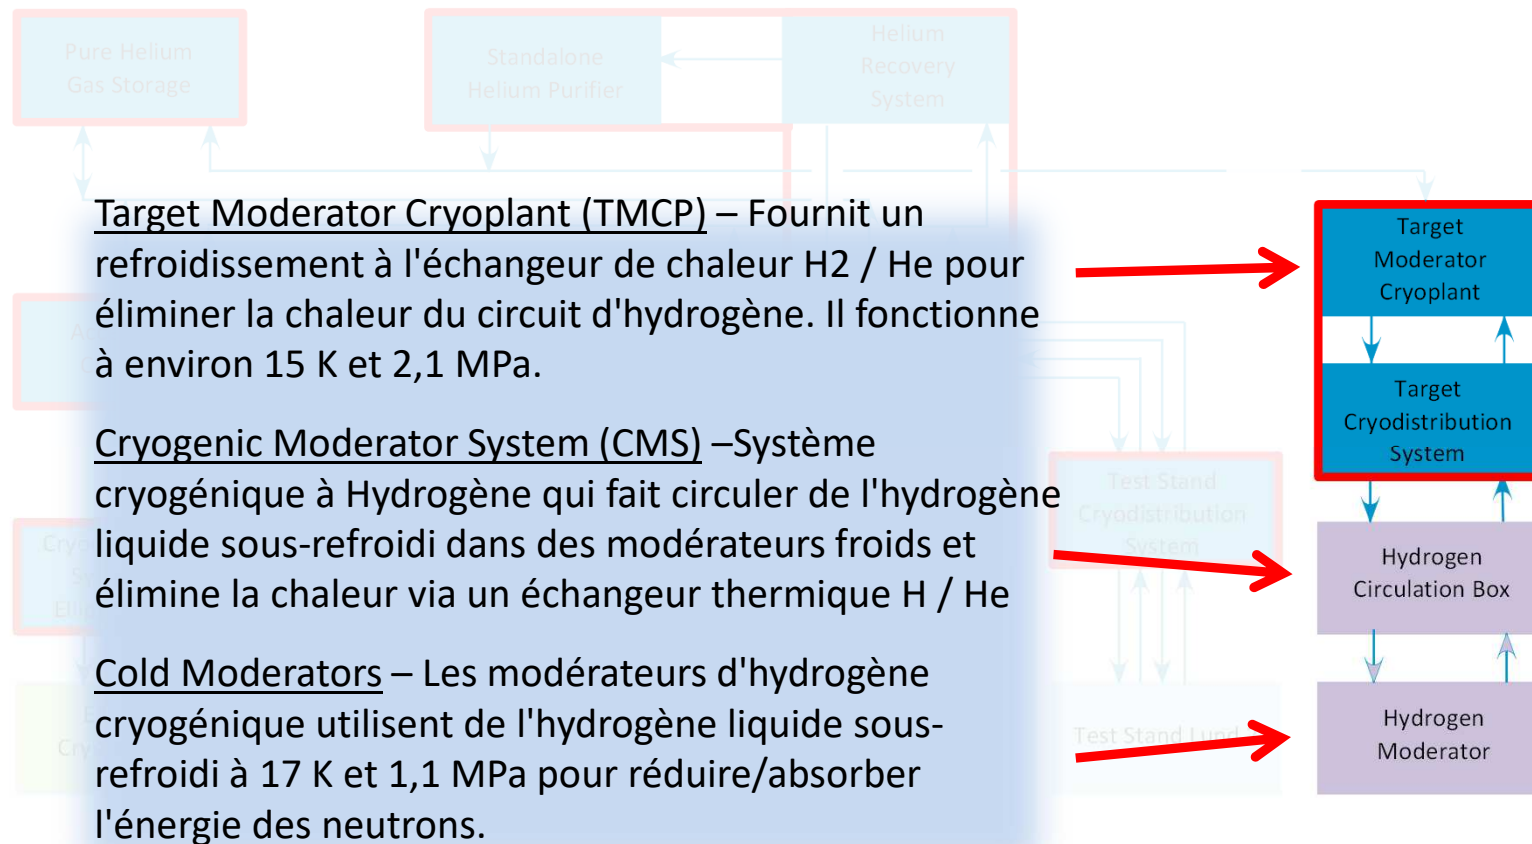 Pure Helium
Gas Storage
Standalone
Helium Purifier
Helium
Recovery
System
Target Moderator Cryoplant (TMCP) – Fournit un
refroidissement à l'échangeur de chaleur H2 / He pour
éliminer la chaleur du circuit d'hydrogène. Il fonctionne
à environ 15 K et 2,1 MPa.
Cryogenic Moderator System (CMS) –Système
cryogénique à Hydrogène qui fait circuler de l'hydrogène
liquide sous-refroidi dans des modérateurs froids et
élimine la chaleur via un échangeur thermique H / He
Cold Moderators – Les modérateurs d'hydrogène
cryogénique utilisent de l'hydrogène liquide sous-
refroidi à 17 K et 1,1 MPa pour réduire/absorber
l'énergie des neutrons.
Test Stand
Cryodistribution
System
Test Stand Lund
Target
Moderator
Cryoplant
Target
Cryodistribution
System
Hydrogen
Circulation Box
Hydrogen
Moderator